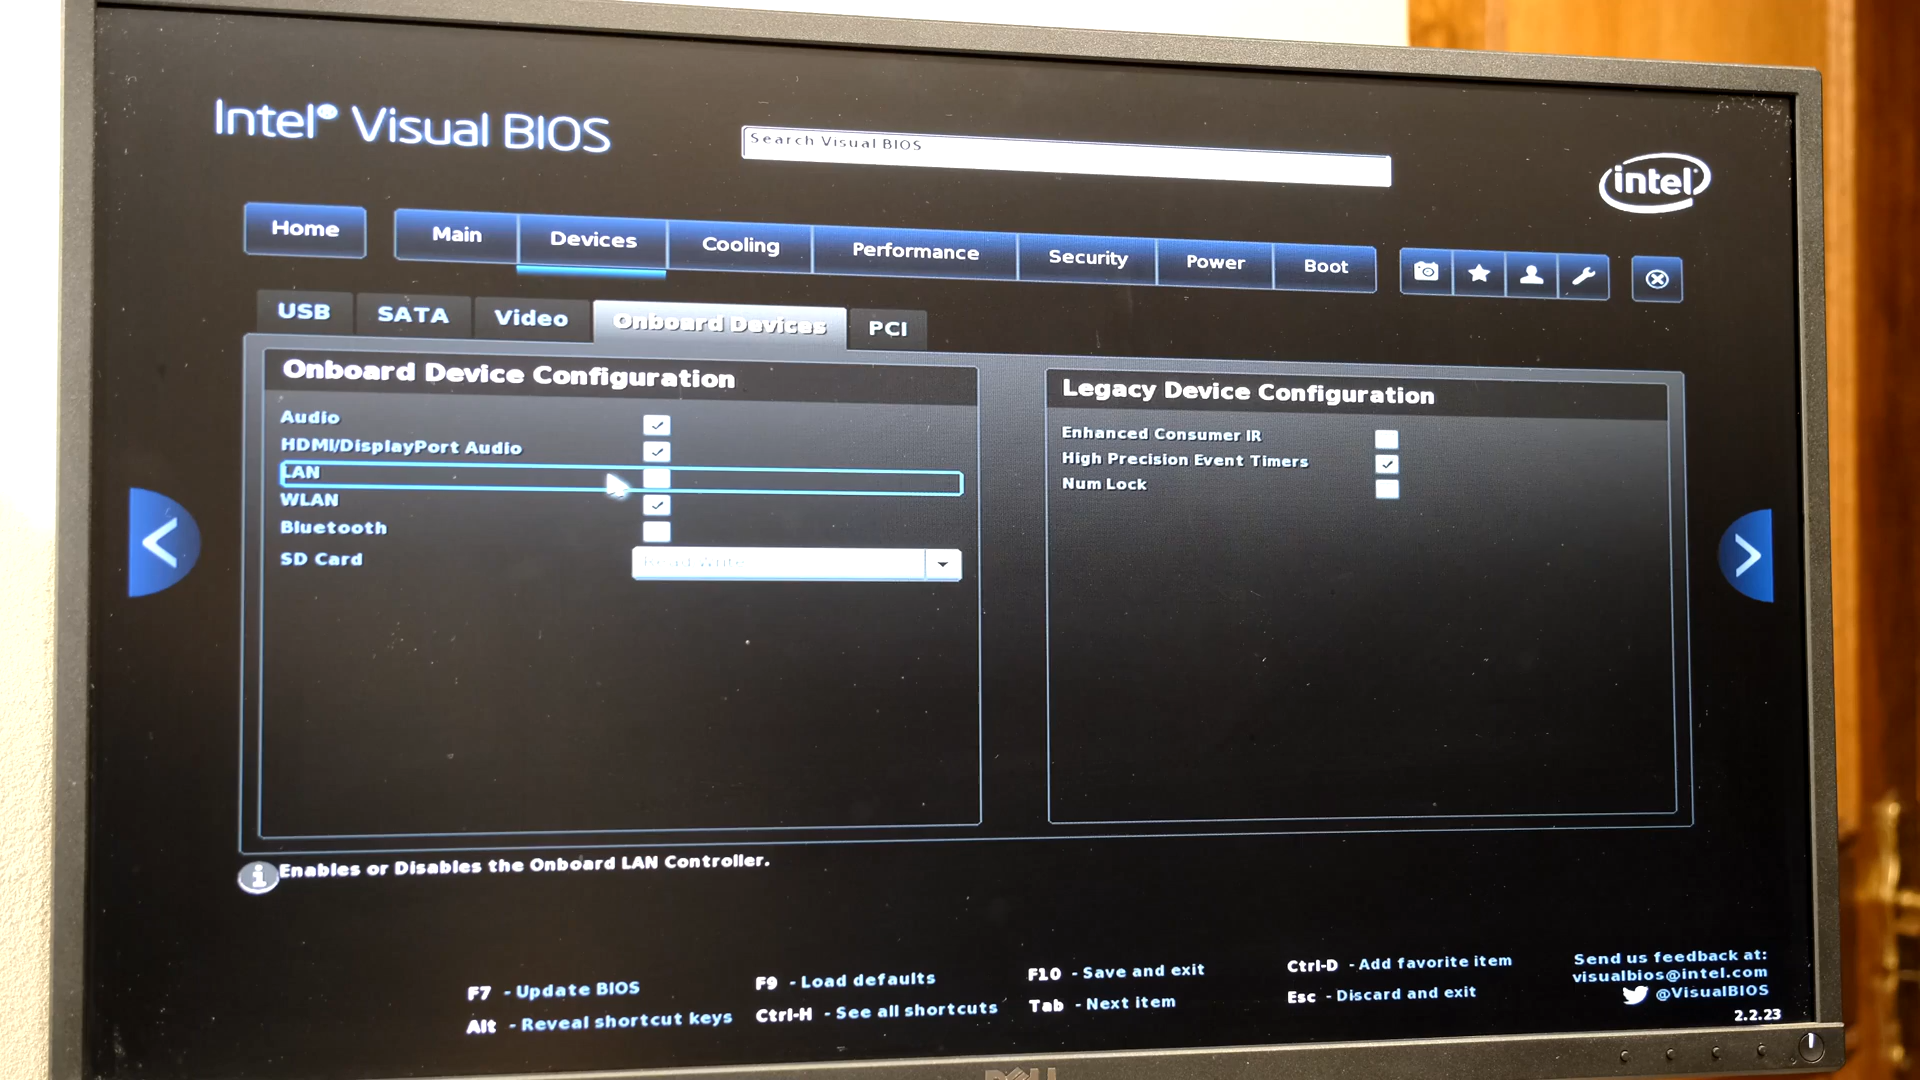 Intel® Visual BIOS
Search Visual BIOS
intel
Home Main Devices Cooling Performance Security Power Boot
USB SATA Video Onboard Devices PCI
Onboard Device Configuration
Audio
HDMI/DisplayPort Audio
LAN
WLAN
Bluetooth
SD Card Read/Write
Legacy Device Configuration
Enhanced Consumer IR
High Precision Event Timers
Num Lock
Enables or Disables the Onboard LAN Controller.
F7 - Update BIOS
Alt - Reveal shortcut keys
F9 - Load defaults
Ctrl-H - See all shortcuts
F10 - Save and exit
Tab - Next item
Ctrl-D - Add favorite item
Esc - Discard and exit
Send us feedback at:
visualbios@intel.com
@VisualBIOS
2.2.23
DELL